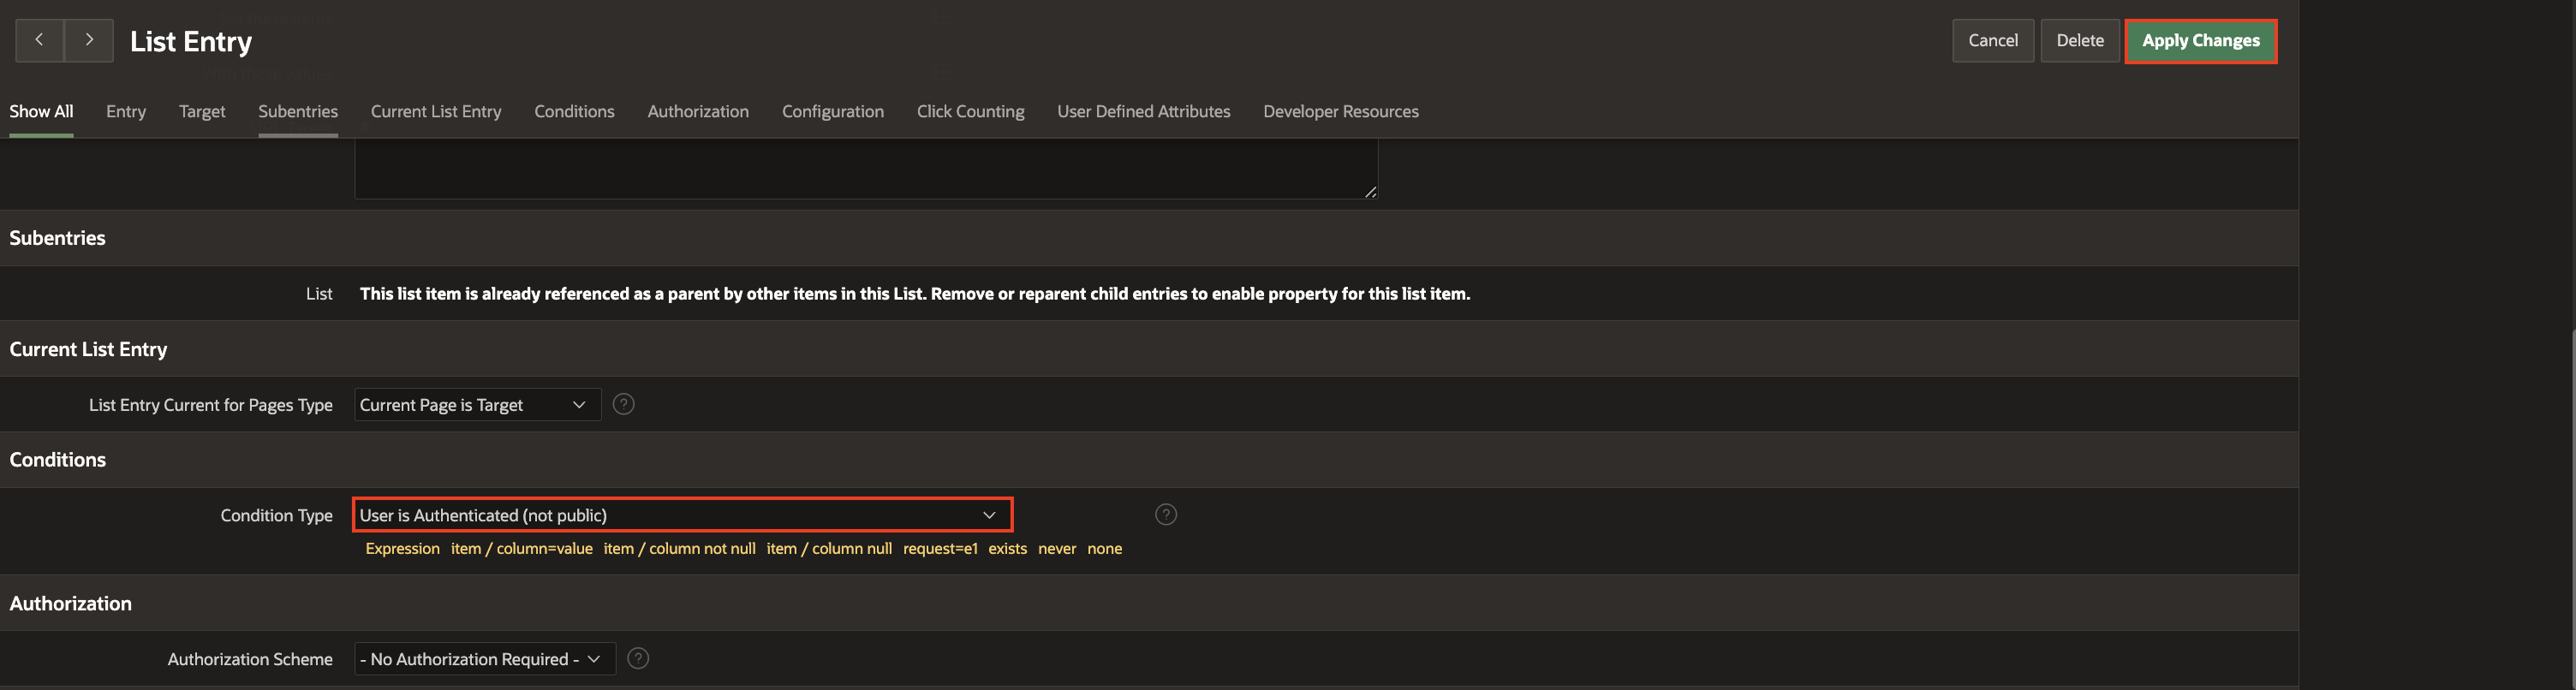 List Entry
Cancel Delete Apply Changes
Show All Entry Target Subentries Current List Entry Conditions Authorization Configuration Click Counting User Defined Attributes Developer Resources
Subentries
List This list item is already referenced as a parent by other items in this List. Remove or reparent child entries to enable property for this list item.
Current List Entry
List Entry Current for Pages Type Current Page is Target ?
Conditions
Condition Type User is Authenticated (not public) ?
Expression item / column=value item / column not null item / column null request=e1 exists never none
Authorization
Authorization Scheme - No Authorization Required - ?